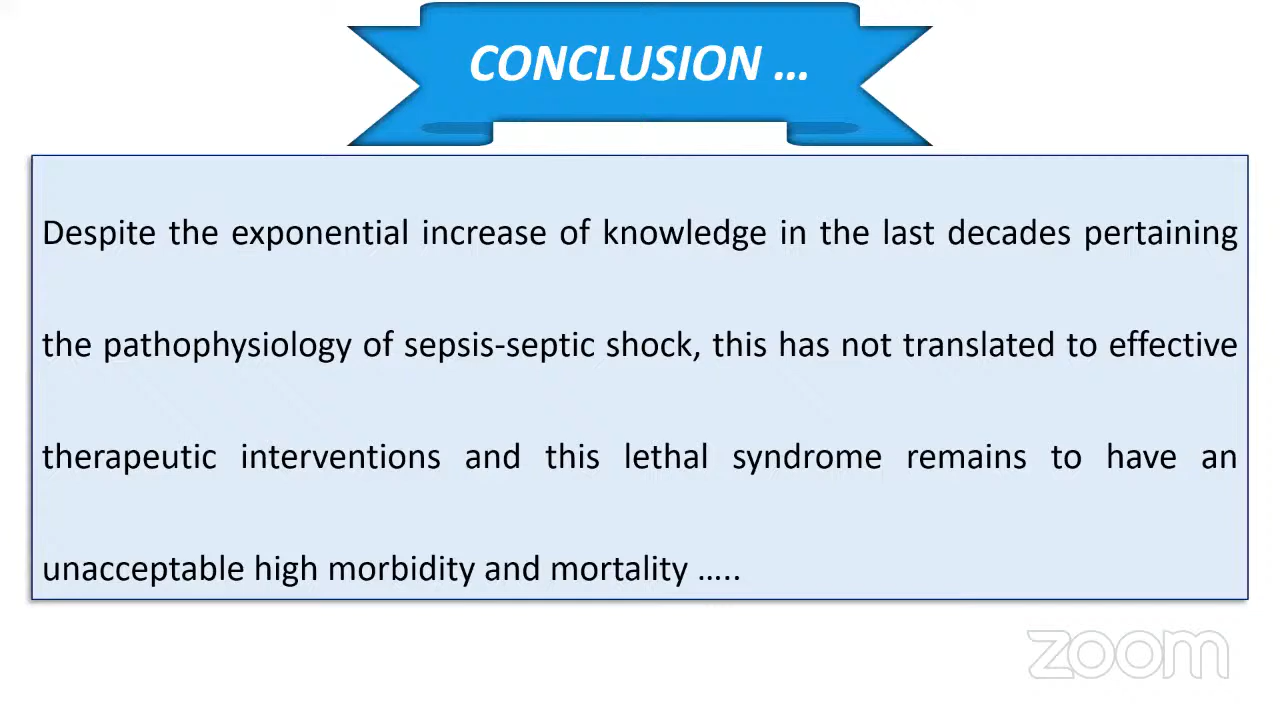 CONCLUSION ...
Despite the exponential increase of knowledge in the last decades pertaining
the pathophysiology of sepsis-septic shock, this has not translated to effective
therapeutic interventions and this lethal syndrome remains to have an
unacceptable high morbidity and mortality .....
zoom